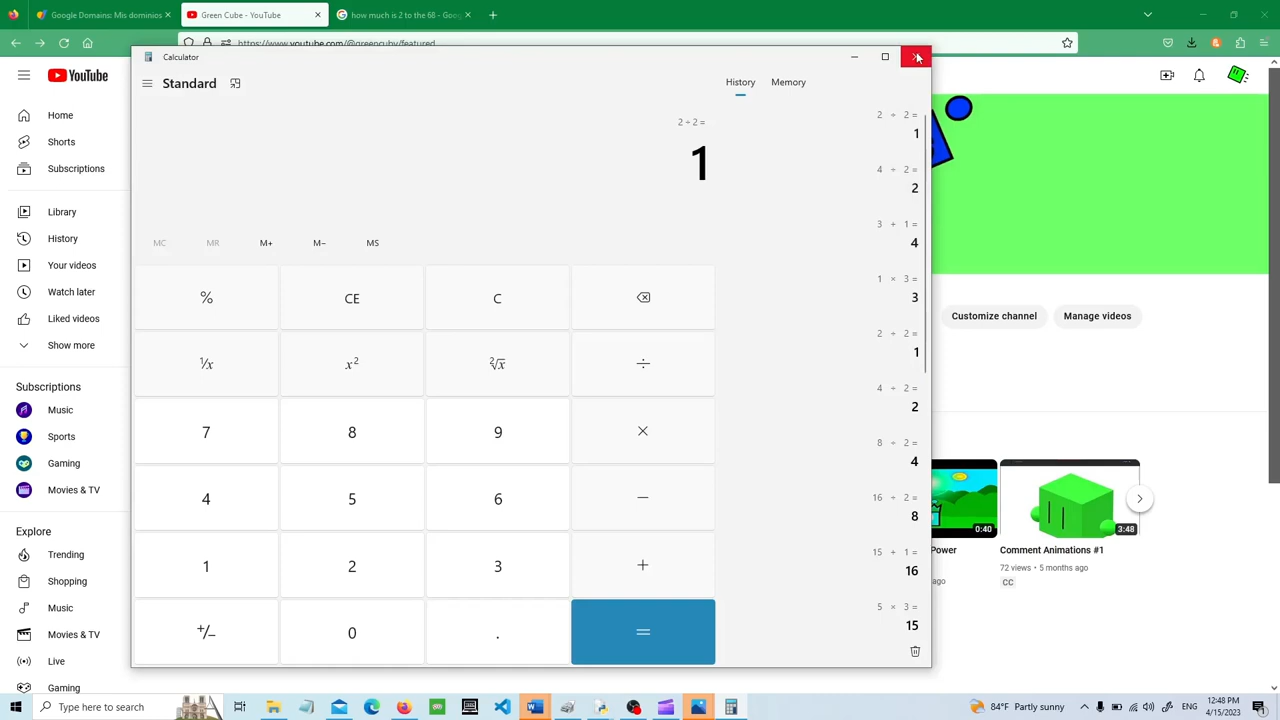 Google Domains: Mis dominios
Green Cube - YouTube
how much is 2 to the 68 - Goo
https://www.youtube.com/@greencuby/featured
YouTube
Home
Shorts
Subscriptions
Library
History
Your videos
Watch later
Liked videos
Show more
Subscriptions
Music
Sports
Gaming
Movies & TV
Explore
Trending
Shopping
Music
Movies & TV
Live
Gaming
Calculator
Standard
History
Memory
2 ÷ 2 =
1
MC
MR
M+
M−
MS
%
CE
C
⌫
¹⁄x
x²
²√x
÷
7
8
9
×
4
5
6
−
1
2
3
+
+/−
0
.
=
2 ÷ 2 =
1
4 ÷ 2 =
2
3 + 1 =
4
1 × 3 =
3
2 ÷ 2 =
1
4 ÷ 2 =
2
8 ÷ 2 =
4
16 ÷ 2 =
8
15 + 1 =
16
5 × 3 =
15
Customize channel
Manage videos
0:40
3:48
Power
ago
Comment Animations #1
72 views • 5 months ago
CC
Type here to search
84°F Partly sunny
ENG
12:48 PM
4/15/2023